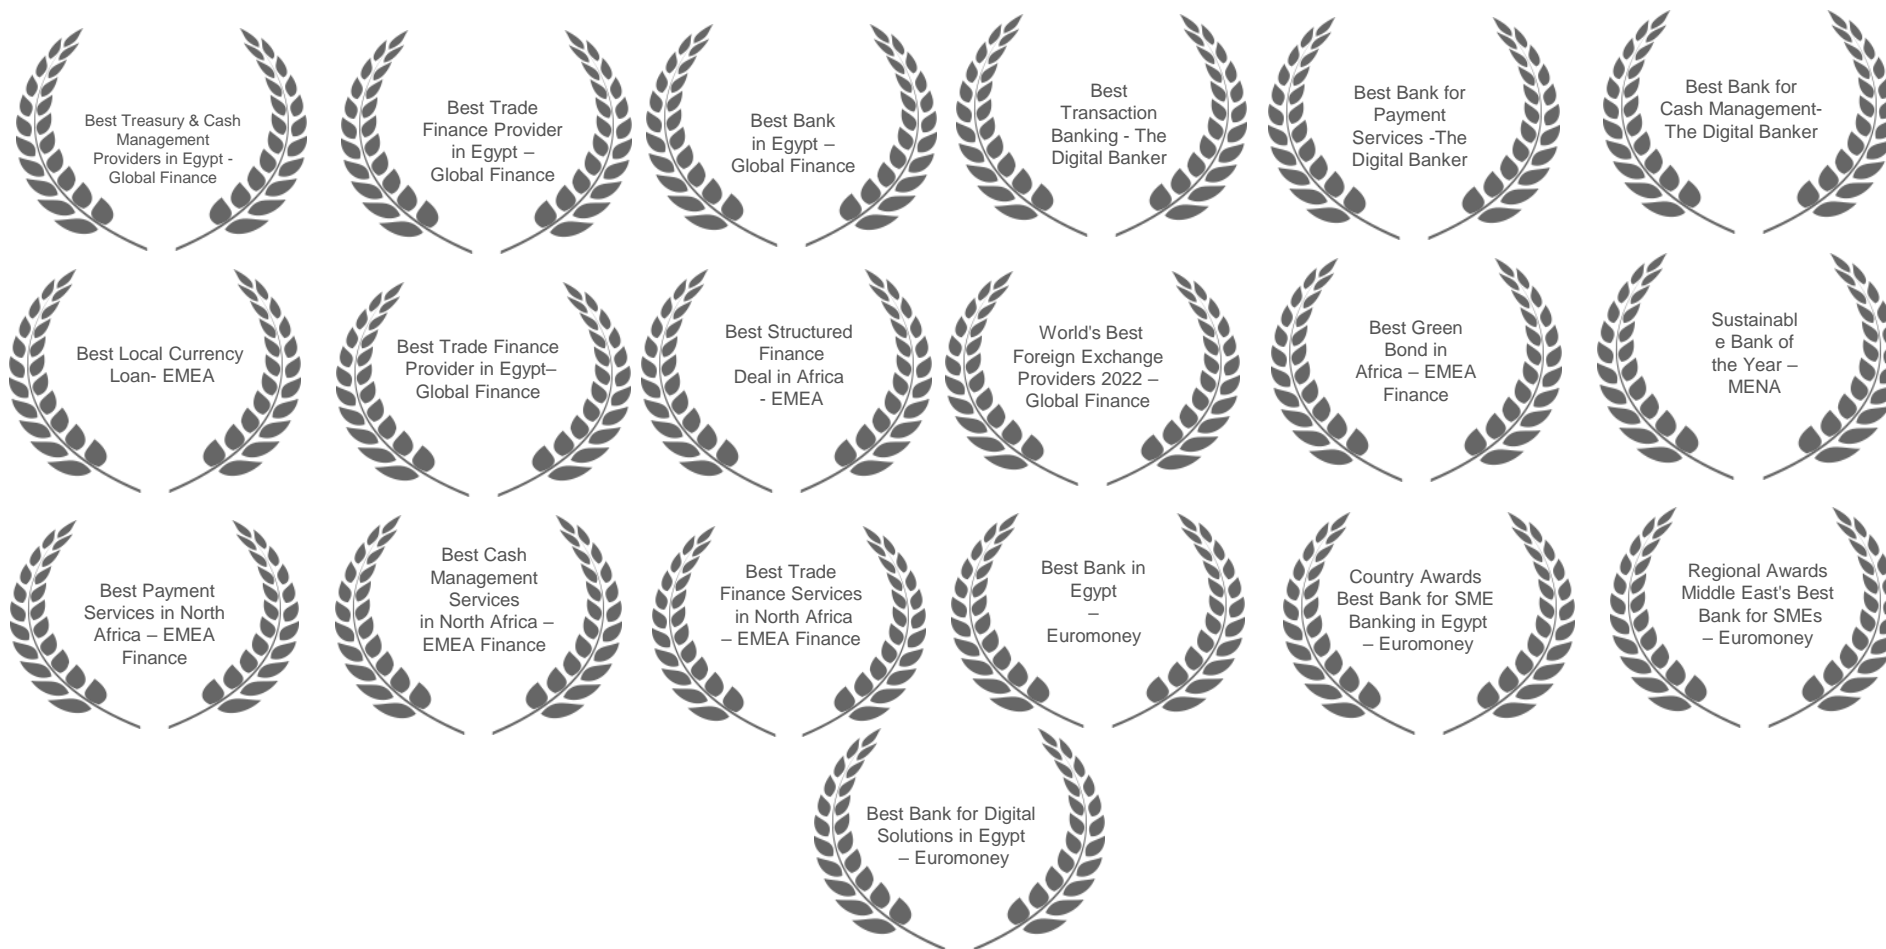 Best Treasury & Cash
Management
Providers in Egypt -
Global Finance
Best Trade
Finance Provider
in Egypt –
Global Finance
Best Bank
in Egypt –
Global Finance
Best
Transaction
Banking - The
Digital Banker
Best Bank for
Payment
Services -The
Digital Banker
Best Bank for
Cash Management-
The Digital Banker
Best Local Currency
Loan- EMEA
Best Trade Finance
Provider in Egypt–
Global Finance
Best Structured
Finance
Deal in Africa
- EMEA
World's Best
Foreign Exchange
Providers 2022 –
Global Finance
Best Green
Bond in
Africa – EMEA
Finance
Sustainabl
e Bank of
the Year –
MENA
Best Payment
Services in North
Africa – EMEA
Finance
Best Cash
Management
Services
in North Africa –
EMEA Finance
Best Trade
Finance Services
in North Africa
– EMEA Finance
Best Bank in
Egypt
–
Euromoney
Country Awards
Best Bank for SME
Banking in Egypt
– Euromoney
Regional Awards
Middle East's Best
Bank for SMEs
– Euromoney
Best Bank for Digital
Solutions in Egypt
– Euromoney